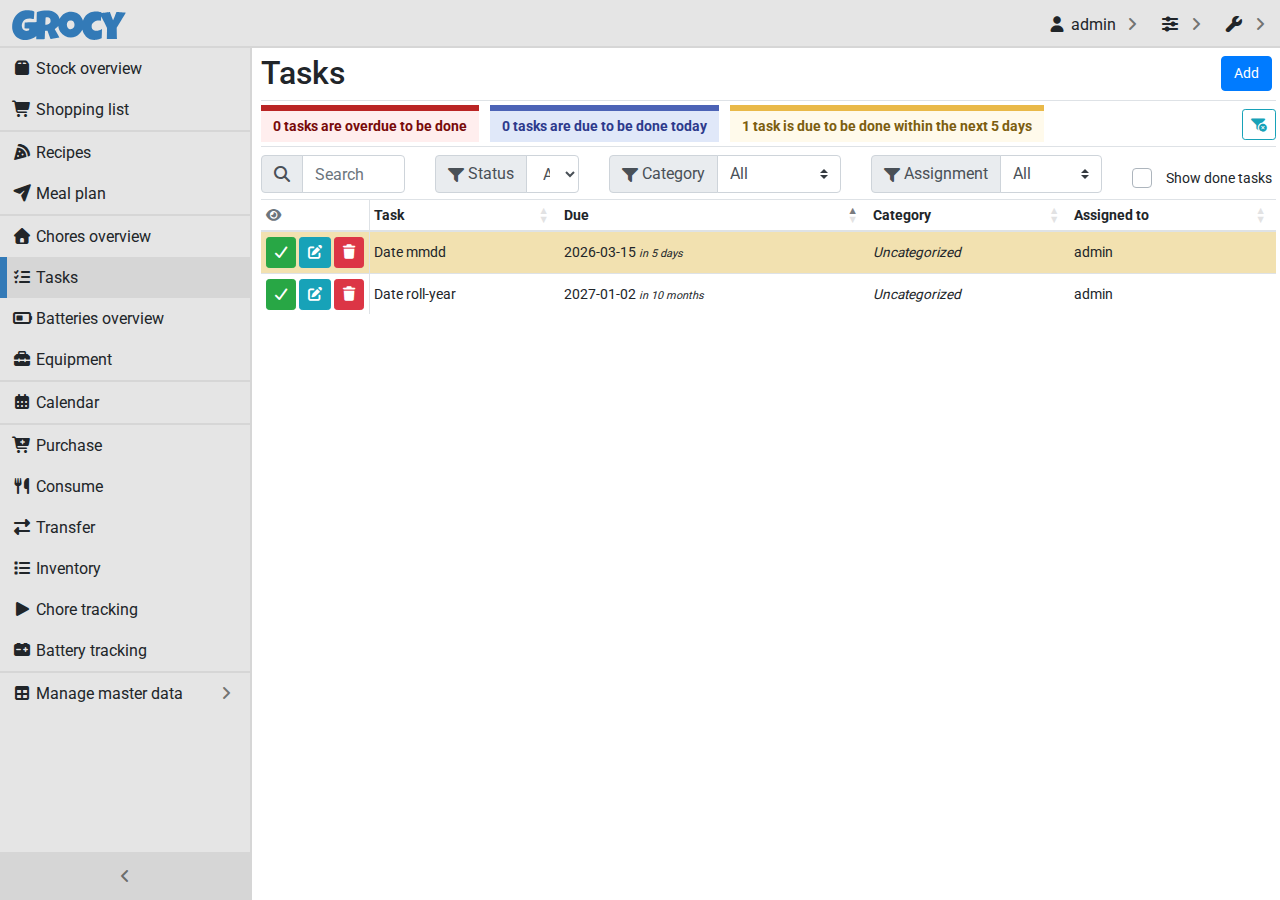 GROCY
admin
Stock overview
Shopping list
Recipes
Meal plan
Chores overview
Tasks
Batteries overview
Equipment
Calendar
Purchase
Consume
Transfer
Inventory
Chore tracking
Battery tracking
Manage master data
Tasks
Add
0 tasks are overdue to be done
0 tasks are due to be done today
1 task is due to be done within the next 5 days
Search
Status
Category All
Assignment All
Show done tasks
Task Due Category Assigned to
Date mmdd 2026-03-15 in 5 days Uncategorized admin
Date roll-year 2027-01-02 in 10 months Uncategorized admin